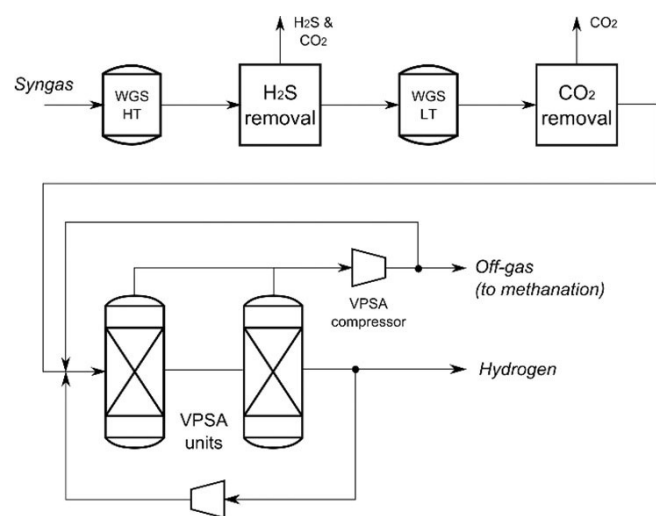 H2S &
CO2
CO2
Syngas
WGS
HT
H2S
removal
WGS
LT
CO2
removal
Off-gas
(to methanation)
VPSA
compressor
Hydrogen
VPSA
units